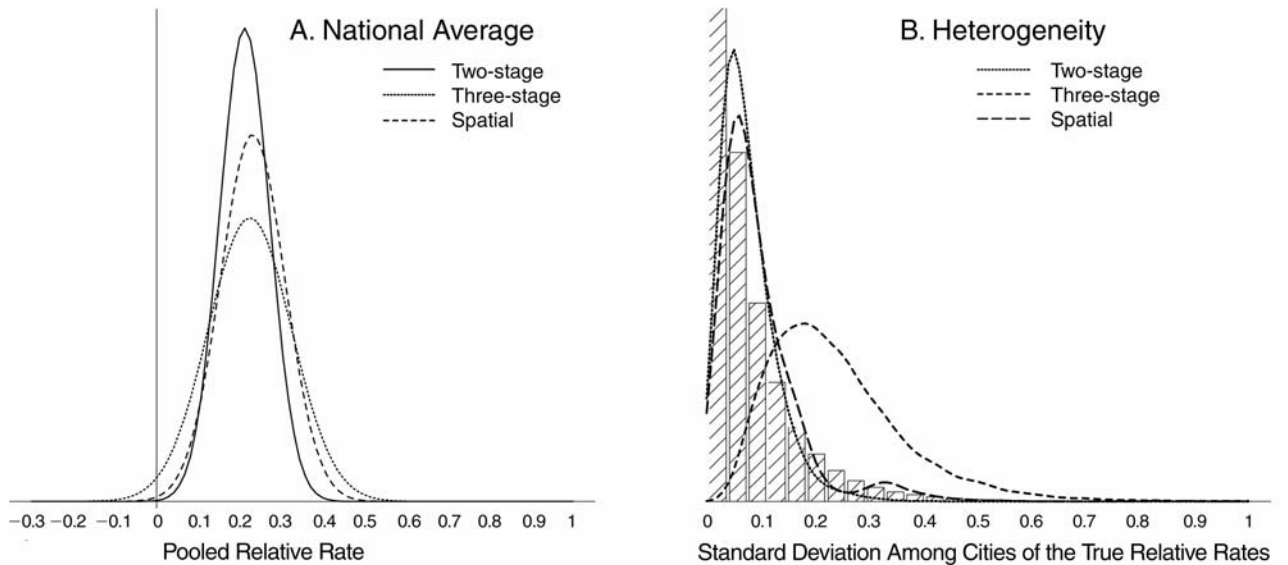 A. National Average
Two-stage
Three-stage
Spatial
−0.3 −0.2 −0.1 0 0.1 0.2 0.3 0.4 0.5 0.6 0.7 0.8 0.9 1
Pooled Relative Rate
B. Heterogeneity
Two-stage
Three-stage
Spatial
0 0.1 0.2 0.3 0.4 0.5 0.6 0.7 0.8 0.9 1
Standard Deviation Among Cities of the True Relative Rates